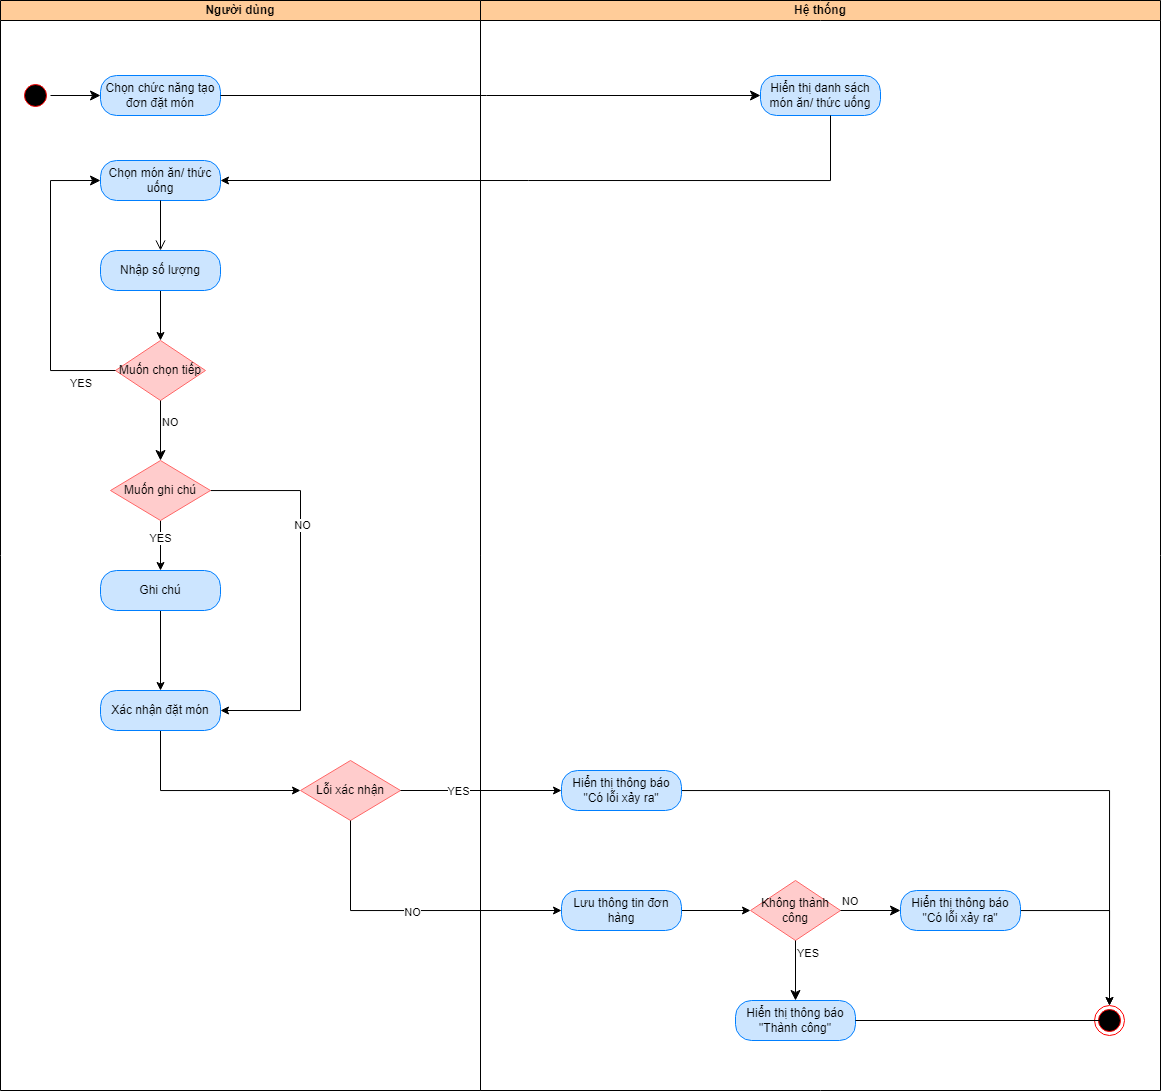 Người dùng
Hệ thống
Chọn chức năng tạo
đơn đặt món
Hiển thị danh sách
món ăn/ thức uống
Chọn món ăn/ thức
uống
Nhập số lượng
Muốn chọn tiếp
YES
NO
Muốn ghi chú
NO
YES
Ghi chú
Xác nhận đặt món
Lỗi xác nhận
YES
Hiển thị thông báo
"Có lỗi xảy ra"
NO
Lưu thông tin đơn
hàng
Không thành
công
NO
Hiển thị thông báo
"Có lỗi xảy ra"
YES
Hiển thị thông báo
"Thành công"